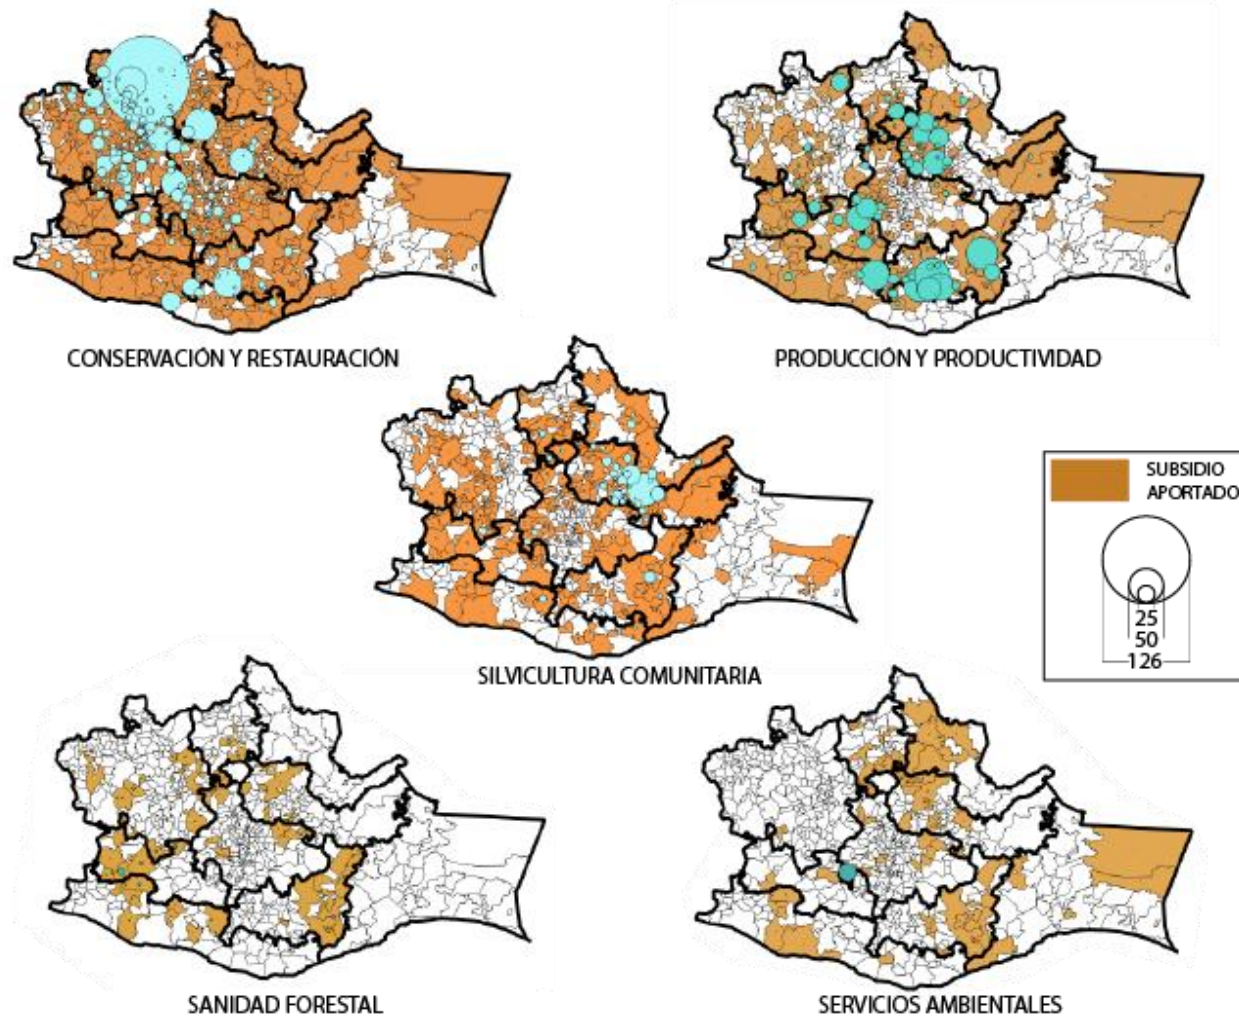 CONSERVACIÓN Y RESTAURACIÓN
PRODUCCIÓN Y PRODUCTIVIDAD
SUBSIDIO
APORTADO
25
50
126
SILVICULTURA COMUNITARIA
SANIDAD FORESTAL
SERVICIOS AMBIENTALES